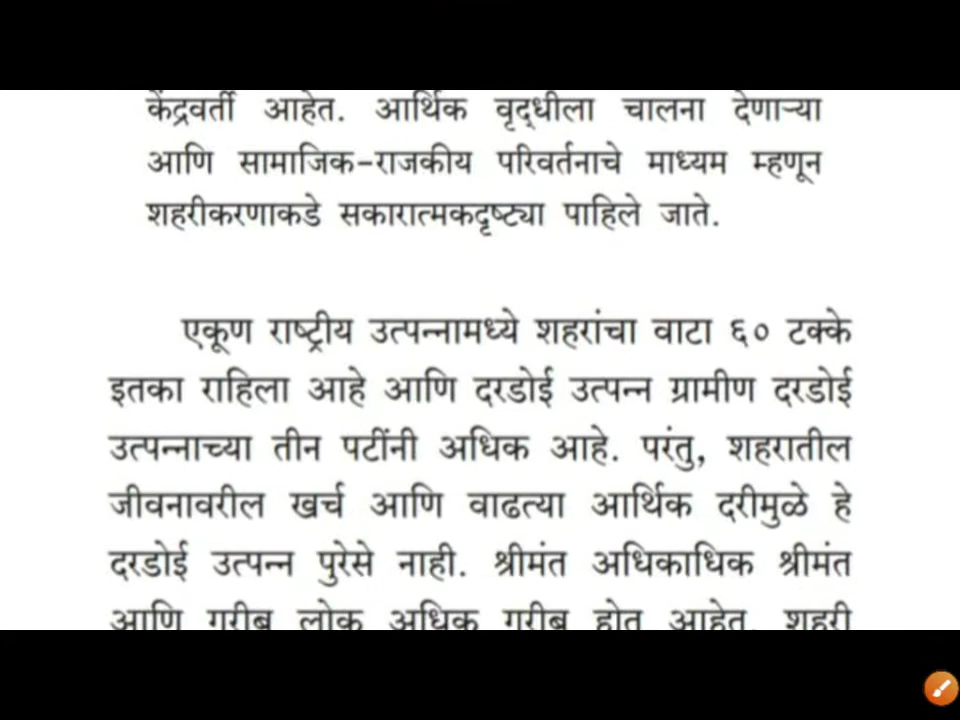 केंद्रवर्ती आहेत. आर्थिक वृद्धीला चालना देणाऱ्या
आणि सामाजिक-राजकीय परिवर्तनाचे माध्यम म्हणून
शहरीकरणाकडे सकारात्मकदृष्ट्या पाहिले जाते.
एकूण राष्ट्रीय उत्पन्नामध्ये शहरांचा वाटा ६० टक्के
इतका राहिला आहे आणि दरडोई उत्पन्न ग्रामीण दरडोई
उत्पन्नाच्या तीन पटींनी अधिक आहे. परंतु, शहरातील
जीवनावरील खर्च आणि वाढत्या आर्थिक दरीमुळे हे
दरडोई उत्पन्न पुरेसे नाही. श्रीमंत अधिकाधिक श्रीमंत
आणि गरीब लोक अधिक गरीब होत आहेत. शहरी